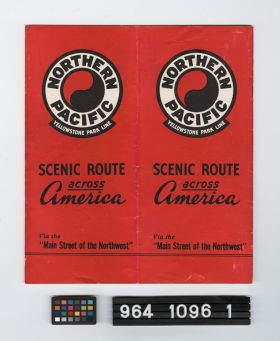 NORTHERN
PACIFIC
YELLOWSTONE PARK LINE
SCENIC ROUTE
across
America
Via the
"Main Street of the Northwest"
NORTHERN
PACIFIC
YELLOWSTONE PARK LINE
SCENIC ROUTE
across
America
Via the
"Main Street of the Northwest"
964 1096 1